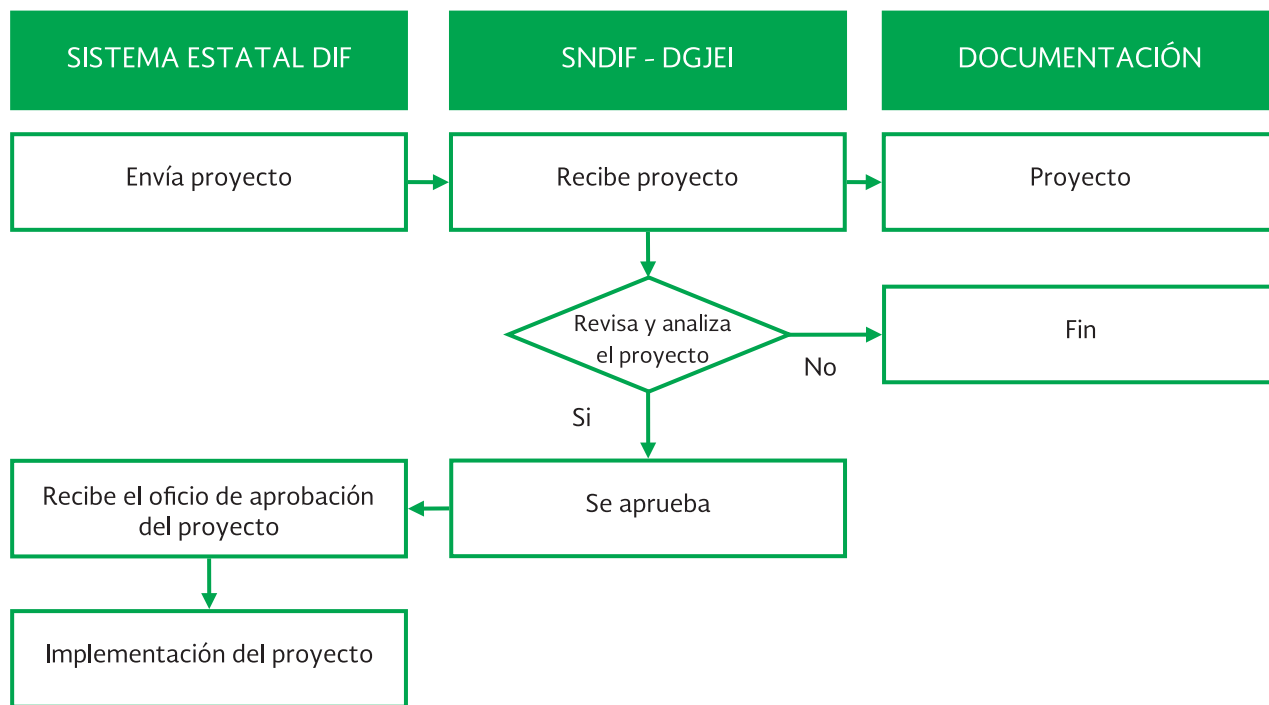 SISTEMA ESTATAL DIF
SNDIF - DGJEI
DOCUMENTACIÓN
Envía proyecto
Recibe proyecto
Proyecto
Revisa y analiza
el proyecto
No
Fin
Si
Recibe el oficio de aprobación
del proyecto
Se aprueba
Implementación del proyecto